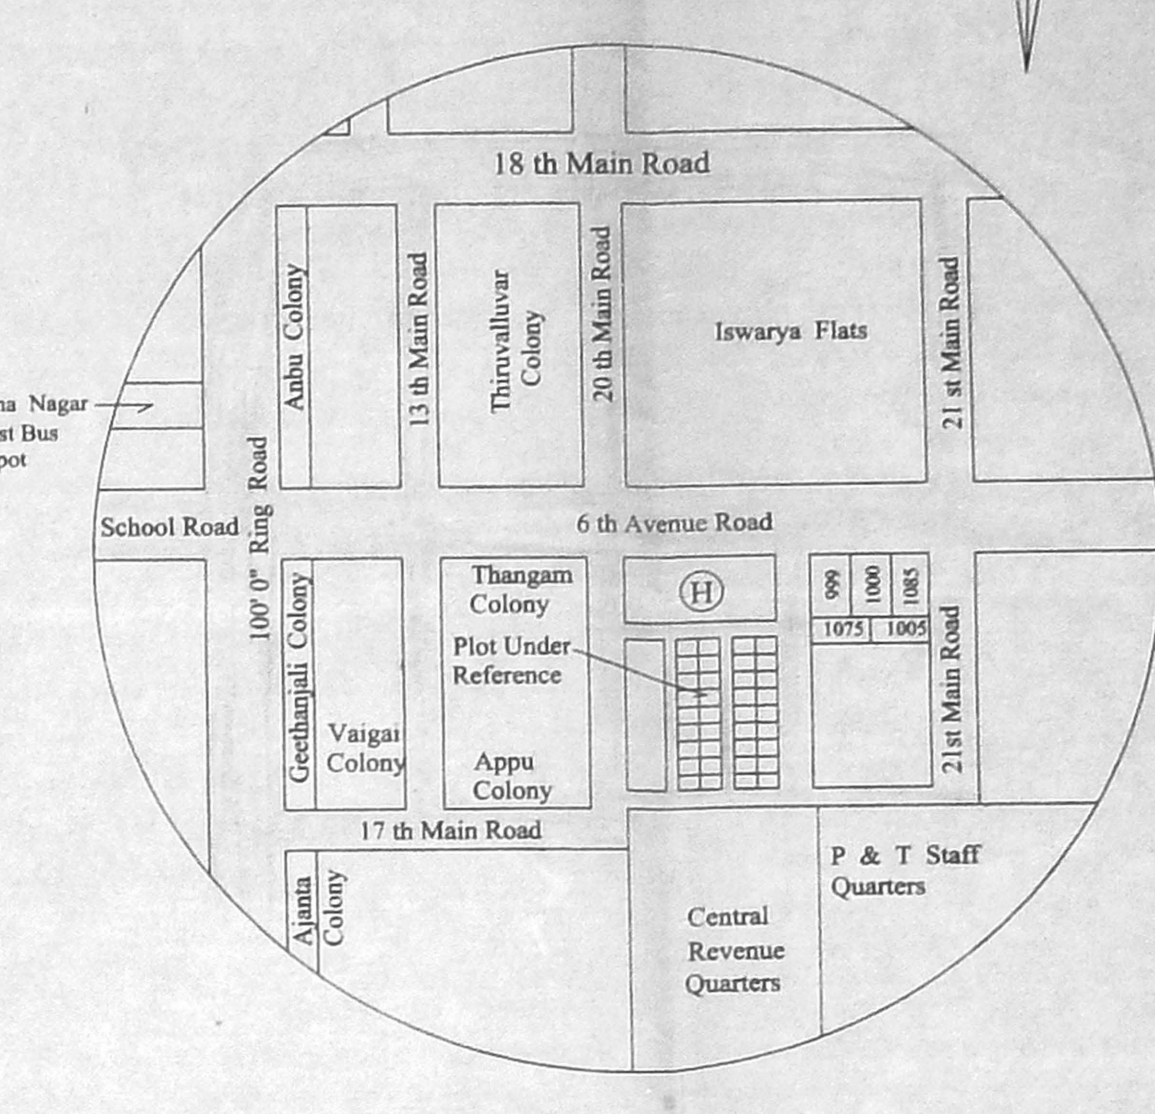 18 th Main Road
Anbu Colony
13 th Main Road
Thiruvalluvar
Colony
20 th Main Road
Iswarya Flats
21 st Main Road
Nagar
st Bus
100' 0" Ring Road
School Road
6 th Avenue Road
Geethanjali Colony
Vaigai
Colony
Thangam
Colony
Plot Under
Reference
Appu
Colony
H
999
1000
1085
1075
1005
21st Main Road
17 th Main Road
Ajanta
Colony
Central
Revenue
Quarters
P & T Staff
Quarters